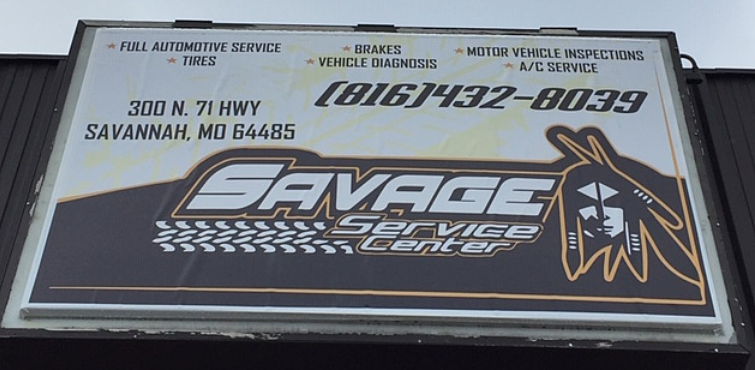 FULL AUTOMOTIVE SERVICE
BRAKES
MOTOR VEHICLE INSPECTIONS
TIRES
VEHICLE DIAGNOSIS
A/C SERVICE
(816)432-8039
300 N. 71 HWY
SAVANNAH, MO 64485
SAVAGE
Service
Center